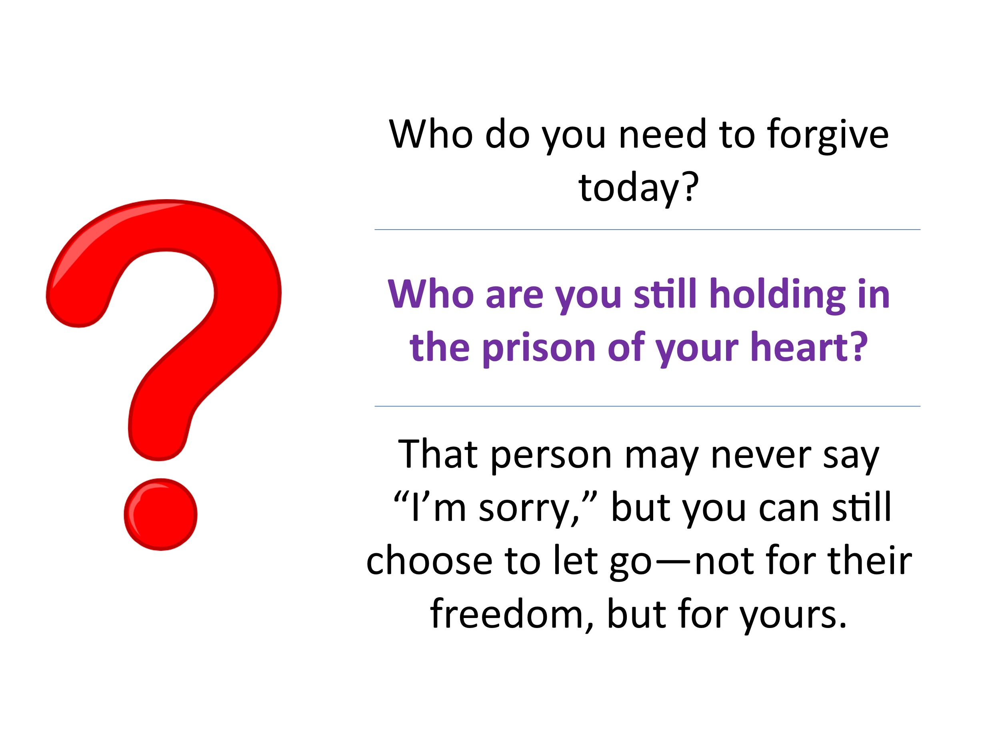 Who do you need to forgive
today?
Who are you still holding in
the prison of your heart?
That person may never say
“I’m sorry,” but you can still
choose to let go—not for their
freedom, but for yours.